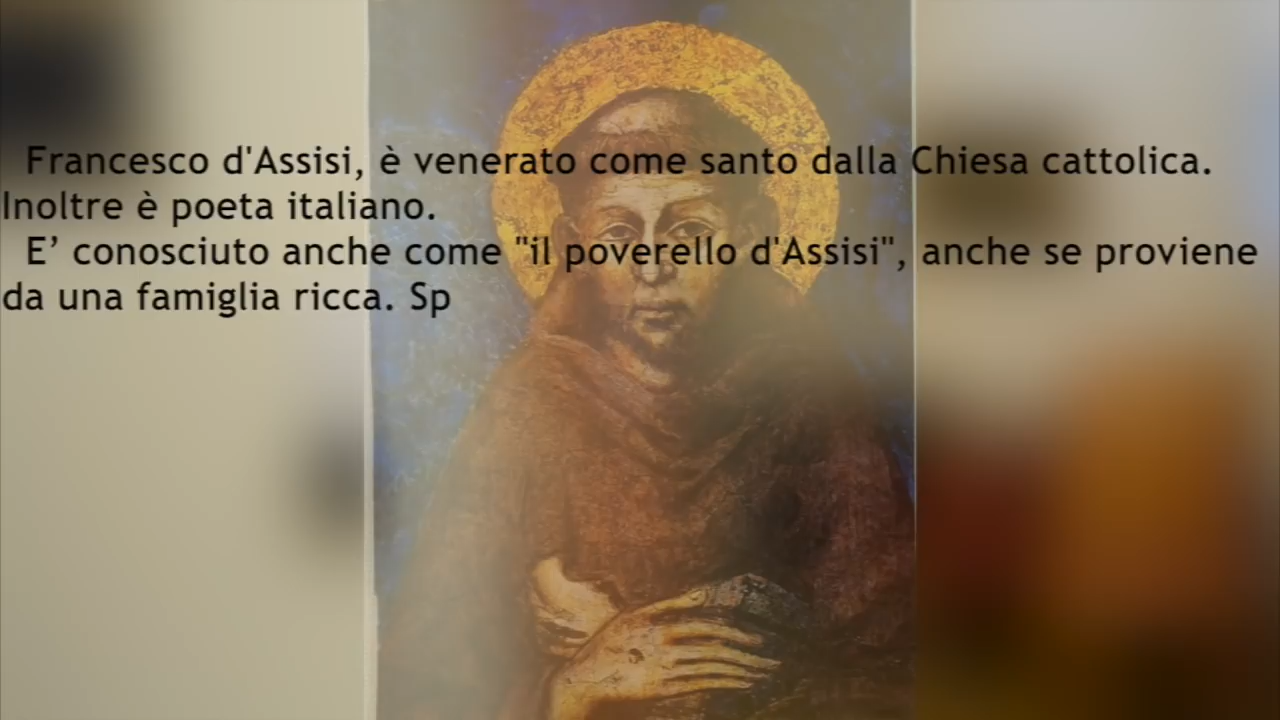 Francesco d'Assisi, è venerato come santo dalla Chiesa cattolica.
Inoltre è poeta italiano.
E’ conosciuto anche come "il poverello d'Assisi", anche se proviene
da una famiglia ricca. Sp